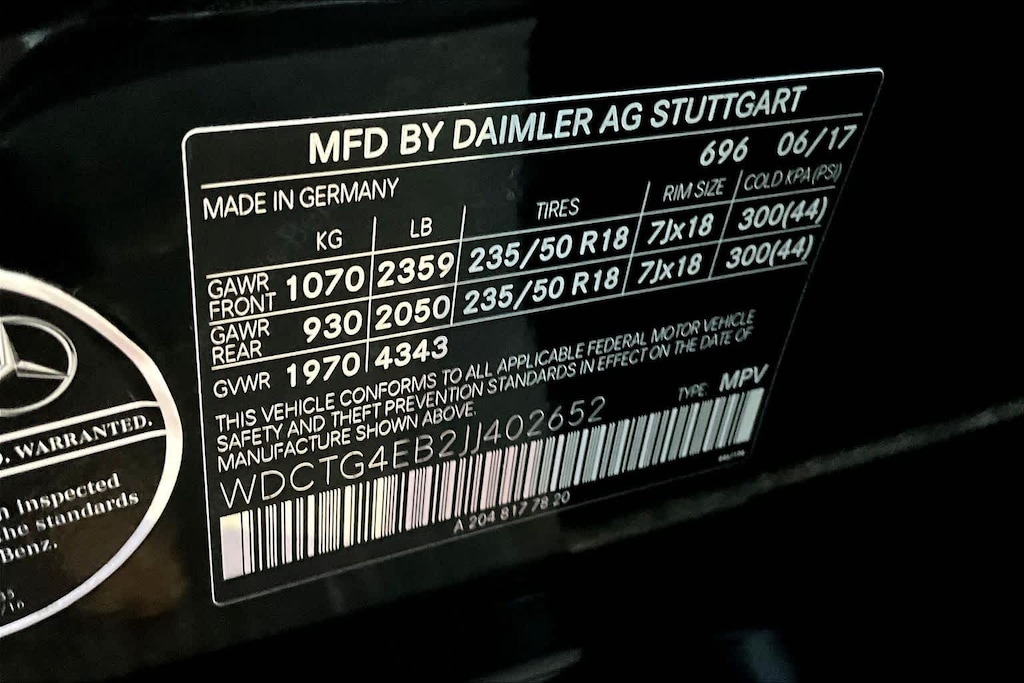 MFD BY DAIMLER AG STUTTGART
696 06/17
MADE IN GERMANY
KG LB TIRES RIM SIZE COLD KPA (PSI)
GAWR FRONT 1070 2359 235/50 R18 7Jx18 300(44)
GAWR REAR 930 2050 235/50 R18 7Jx18 300(44)
GVWR 1970 4343
THIS VEHICLE CONFORMS TO ALL APPLICABLE FEDERAL MOTOR VEHICLE
SAFETY AND THEFT PREVENTION STANDARDS IN EFFECT ON THE DATE OF
MANUFACTURE SHOWN ABOVE.
TYPE: MPV
WDCTG4EB2JJ402652
A 204 817 78 20
WARRANTED.
inspected
the standards
Benz.